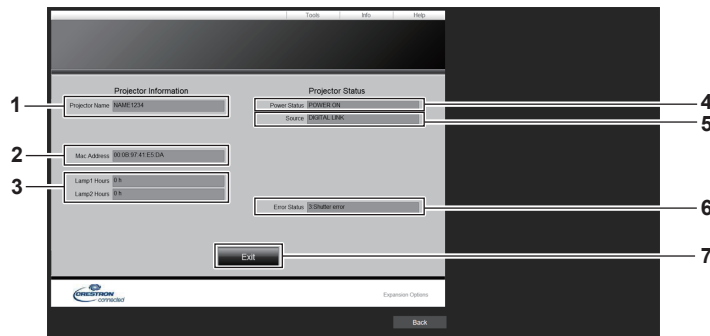 Tools Info Help
Projector Information Projector Status
1 Projector Name NAME1234 Power Status POWER ON 4
Source DIGITAL LINK 5
2 Mac Address 00:0B:97:41:E5:DA
3 Lamp1 Hours 0 h
Lamp2 Hours 0 h
Error Status 3:Shutter error 6
Exit 7
CRESTRON connected Expansion Options
Back